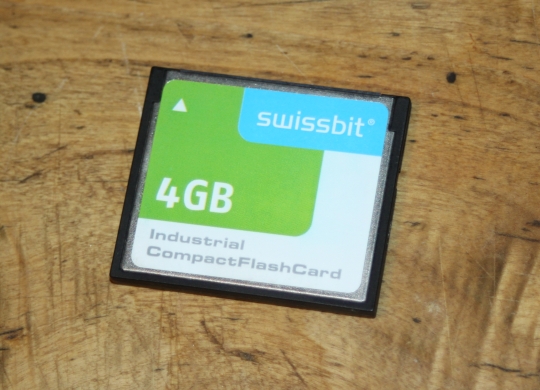 swissbit®
4GB
Industrial
CompactFlashCard